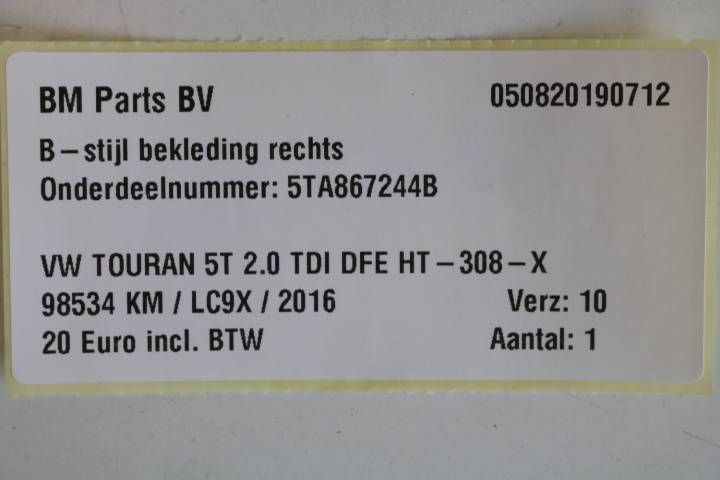 BM Parts BV 050820190712
B-stijl bekleding rechts
Onderdeelnummer: 5TA867244B
VW TOURAN 5T 2.0 TDI DFE HT-308-X
98534 KM / LC9X / 2016 Verz: 10
20 Euro incl. BTW Aantal: 1